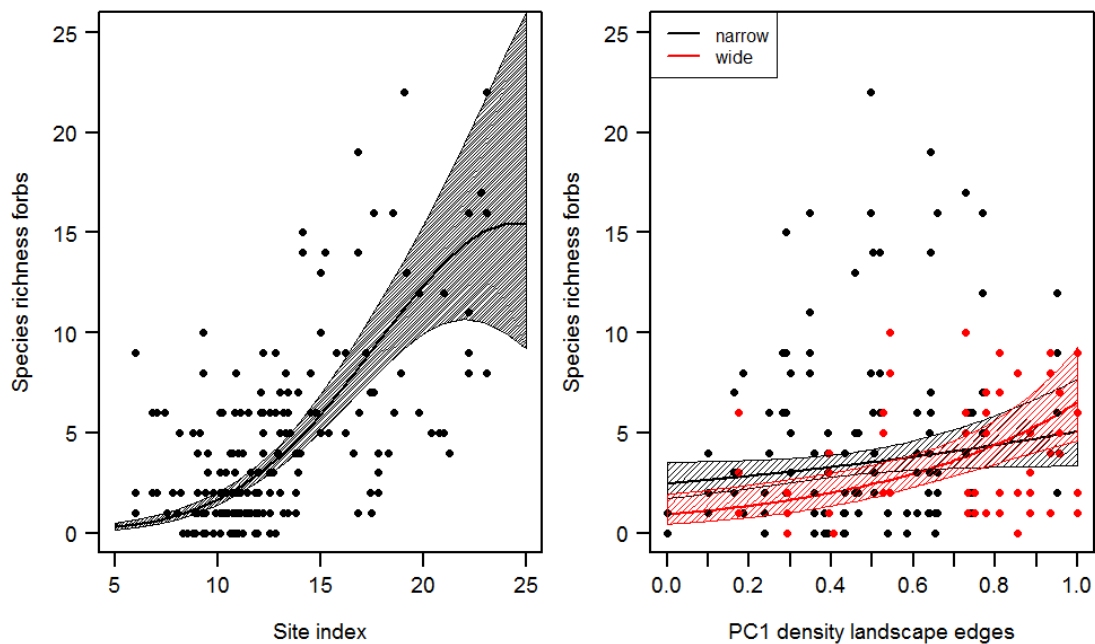 Species richness forbs
25
20
15
10
5
0
5 10 15 20 25
Site index
narrow
wide
Species richness forbs
25
20
15
10
5
0
0.0 0.2 0.4 0.6 0.8 1.0
PC1 density landscape edges